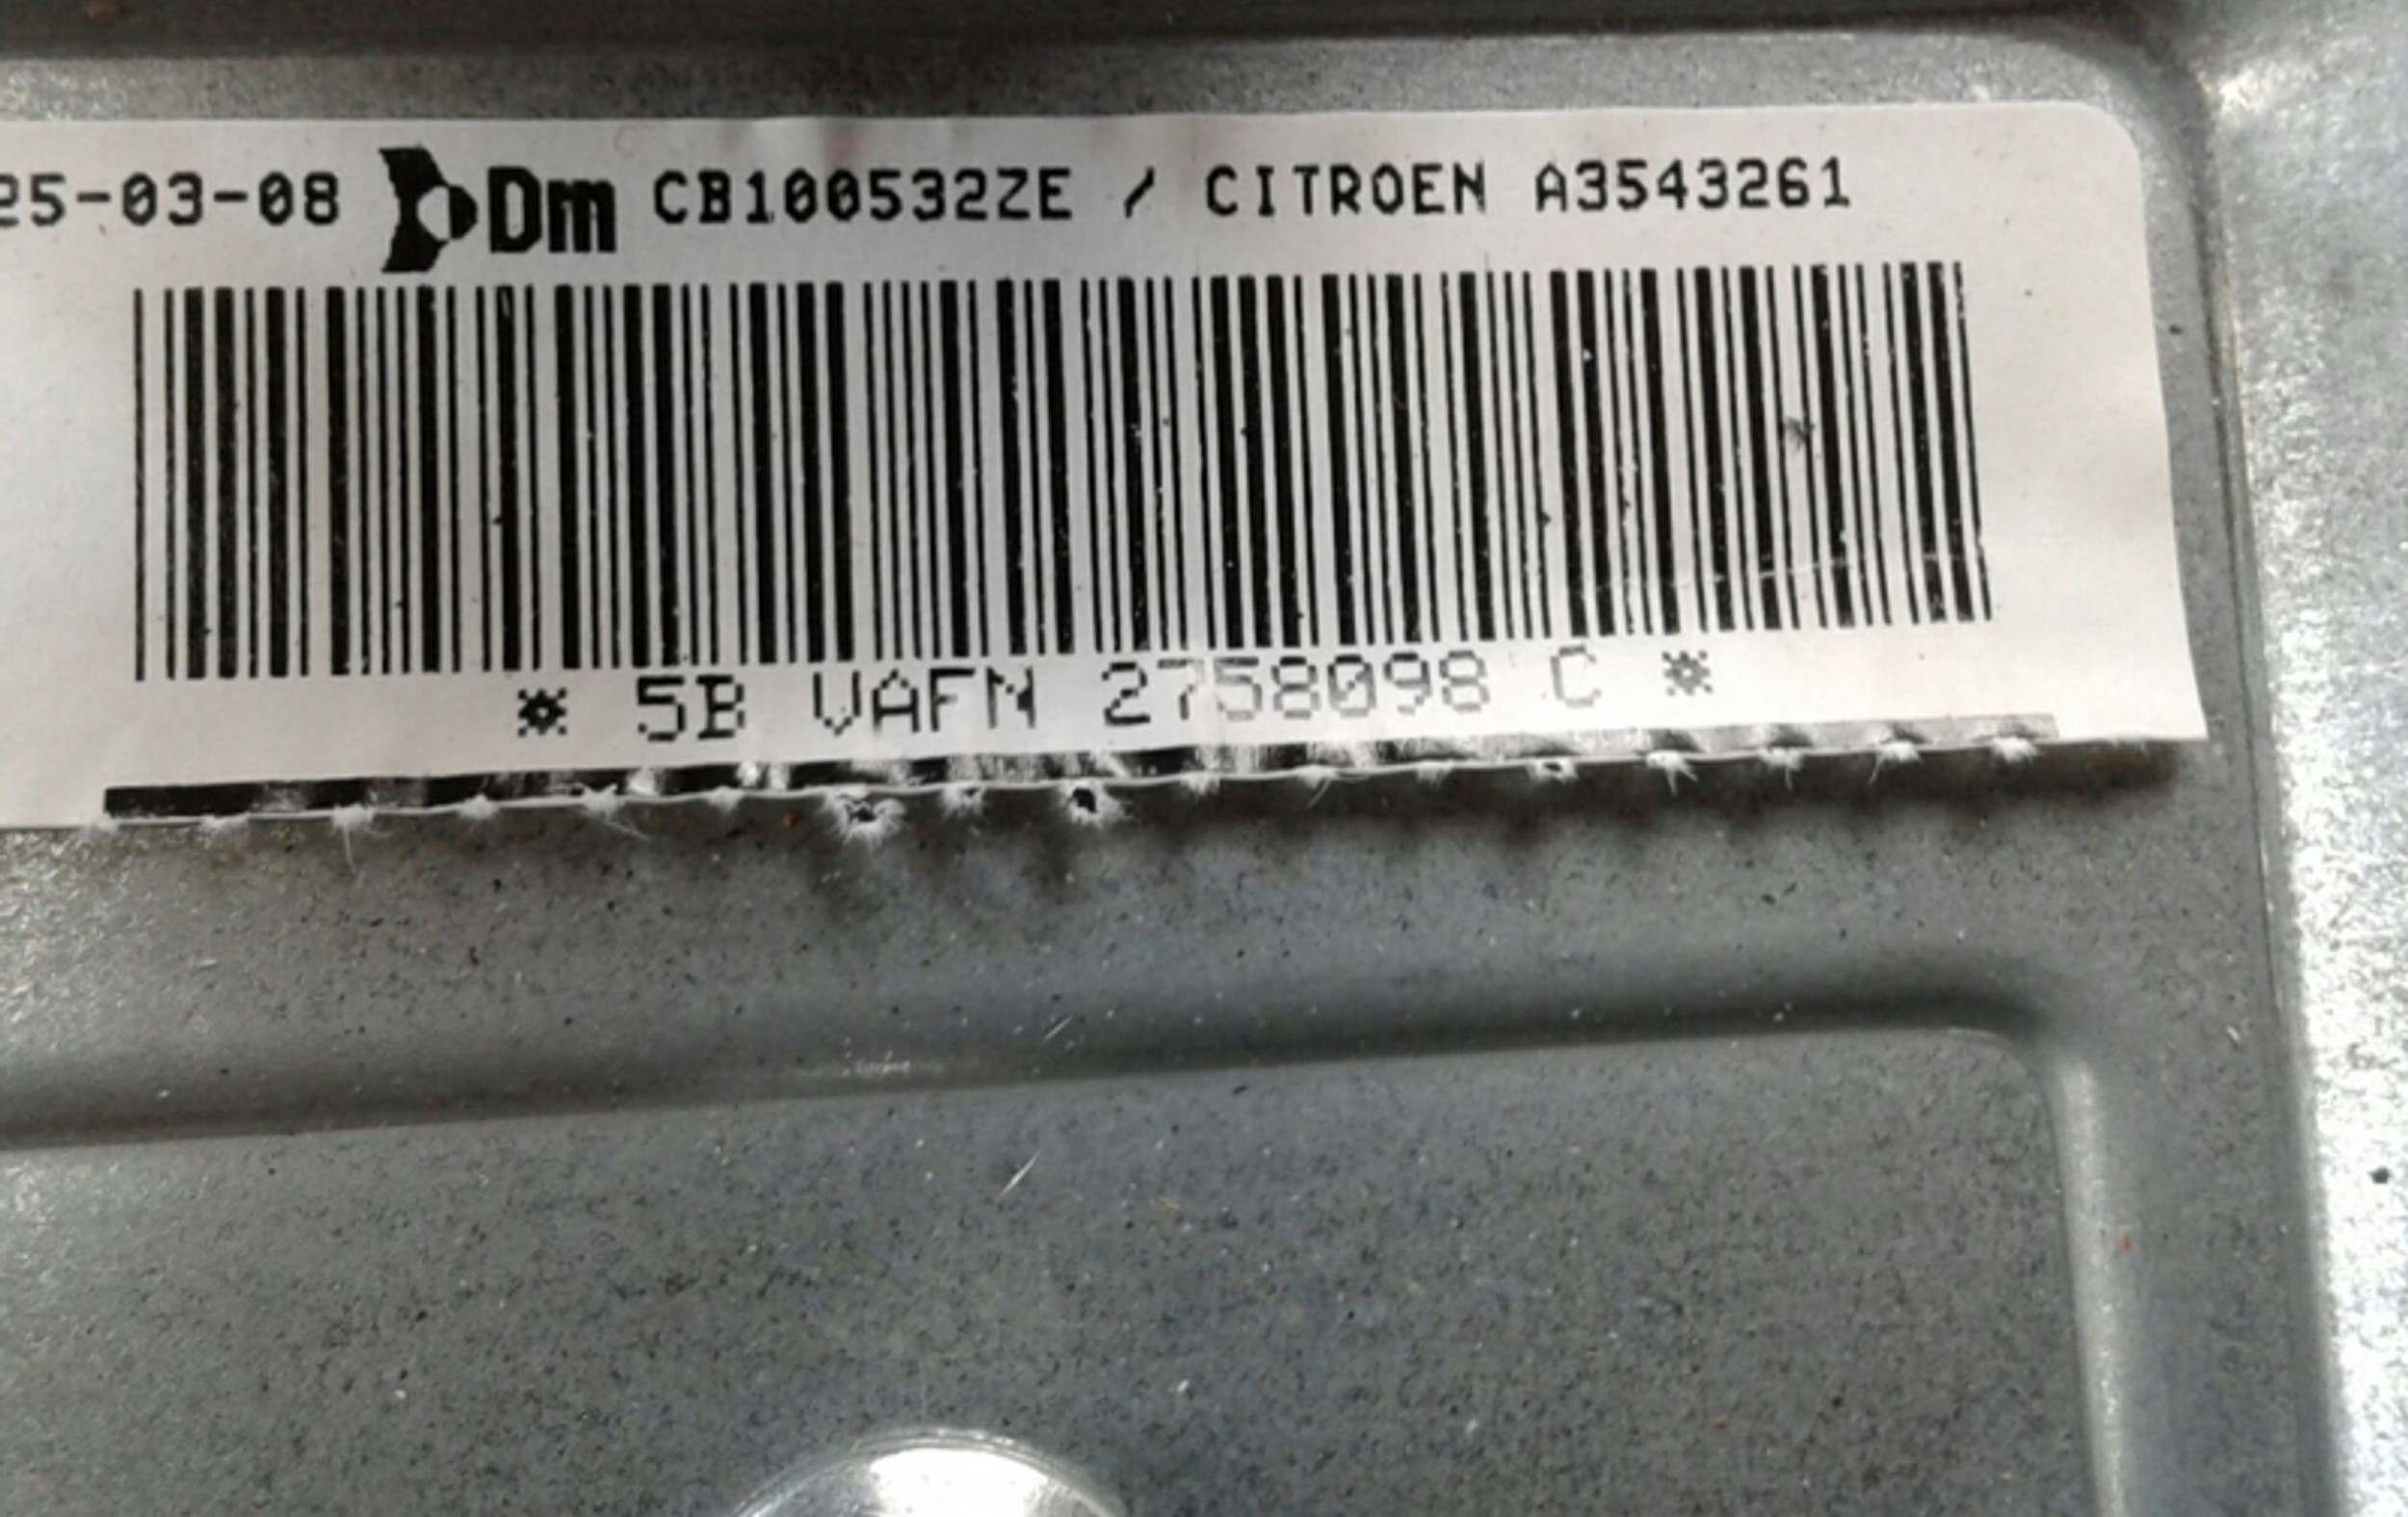 25-03-08 Dm CB100532ZE / CITROEN A3543261
* 5B VAFN 2758098 C *